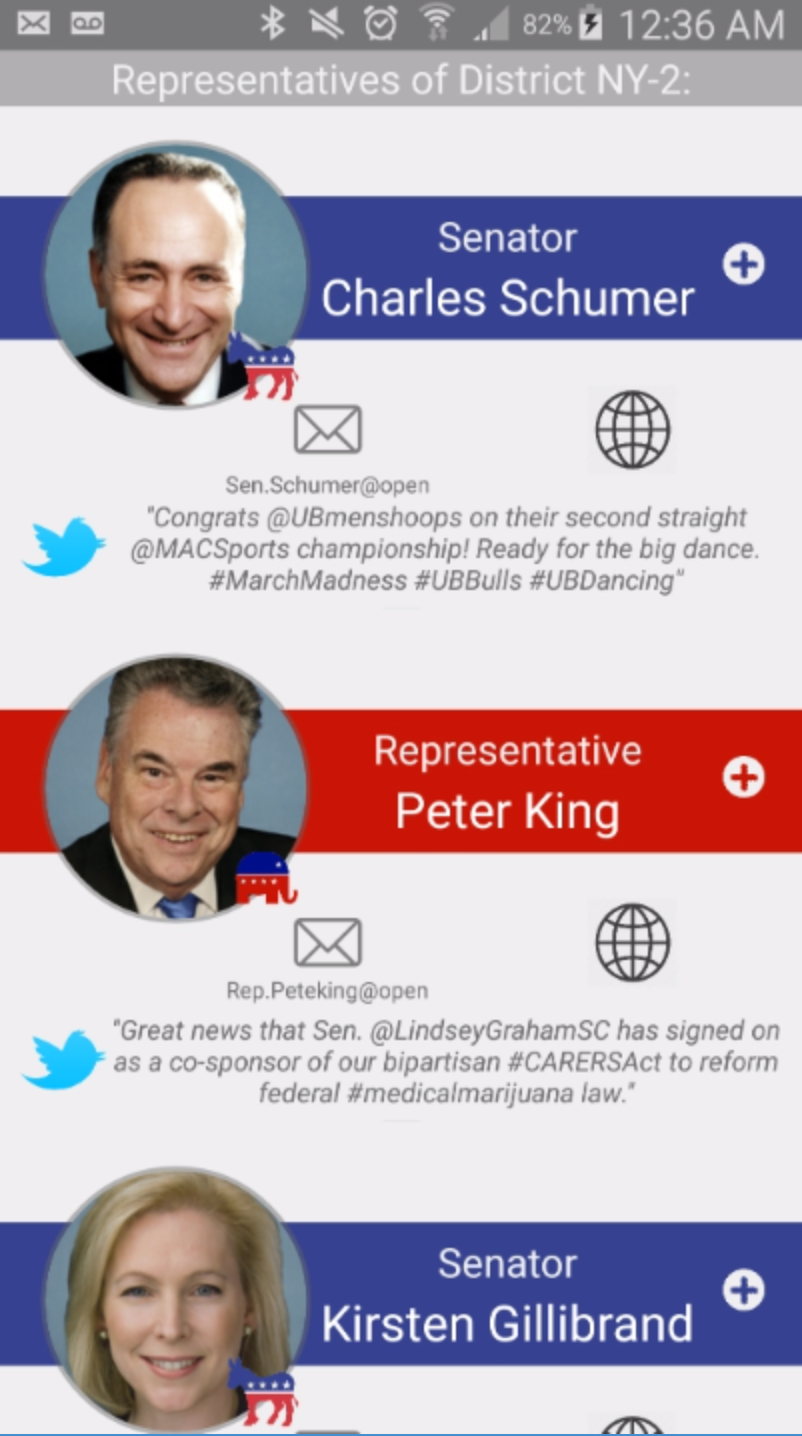 82% 12:36 AM
Representatives of District NY-2:
Senator
Charles Schumer
Sen.Schumer@open
"Congrats @UBmenshoops on their second straight
@MACSports championship! Ready for the big dance.
#MarchMadness #UBBulls #UBDancing"
Representative
Peter King
Rep.Peteking@open
"Great news that Sen. @LindseyGrahamSC has signed on
as a co-sponsor of our bipartisan #CARERSAct to reform
federal #medicalmarijuana law."
Senator
Kirsten Gillibrand